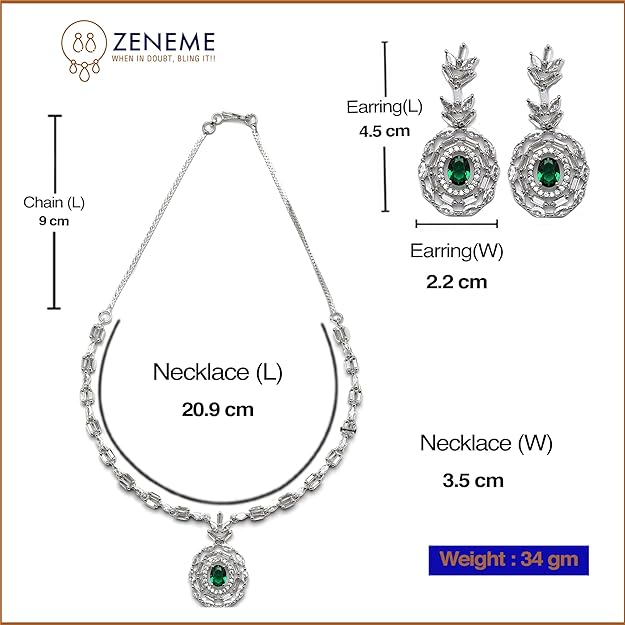 ZENEME
WHEN IN DOUBT, BLING IT!!
Earring(L)
4.5 cm
Chain (L)
9 cm
Earring(W)
2.2 cm
Necklace (L)
20.9 cm
Necklace (W)
3.5 cm
Weight : 34 gm